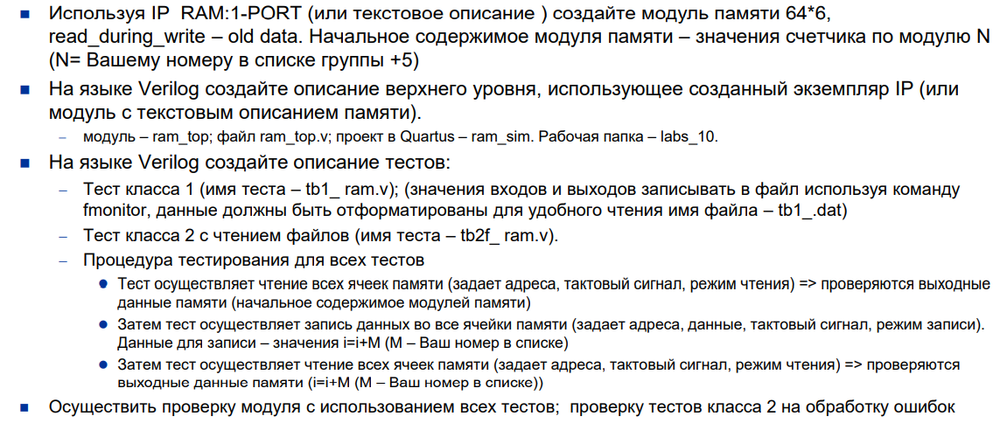 Используя IP RAM:1-PORT (или текстовое описание ) создайте модуль памяти 64*6,
read_during_write – old data. Начальное содержимое модуля памяти – значения счетчика по модулю N
(N= Вашему номеру в списке группы +5)
На языке Verilog создайте описание верхнего уровня, использующее созданный экземпляр IP (или
модуль с текстовым описанием памяти).
– модуль – ram_top; файл ram_top.v; проект в Quartus – ram_sim. Рабочая папка – labs_10.
На языке Verilog создайте описание тестов:
– Тест класса 1 (имя теста – tb1_ ram.v); (значения входов и выходов записывать в файл используя команду
fmonitor, данные должны быть отформатированы для удобного чтения имя файла – tb1_.dat)
– Тест класса 2 с чтением файлов (имя теста – tb2f_ ram.v).
– Процедура тестирования для всех тестов
Тест осуществляет чтение всех ячеек памяти (задает адреса, тактовый сигнал, режим чтения) => проверяются выходные
данные памяти (начальное содержимое модулей памяти)
Затем тест осуществляет запись данных во все ячейки памяти (задает адреса, данные, тактовый сигнал, режим записи).
Данные для записи – значения i=i+M (M – Ваш номер в списке)
Затем тест осуществляет чтение всех ячеек памяти (задает адреса, тактовый сигнал, режим чтения) => проверяются
выходные данные памяти (i=i+M (M – Ваш номер в списке))
Осуществить проверку модуля с использованием всех тестов; проверку тестов класса 2 на обработку ошибок